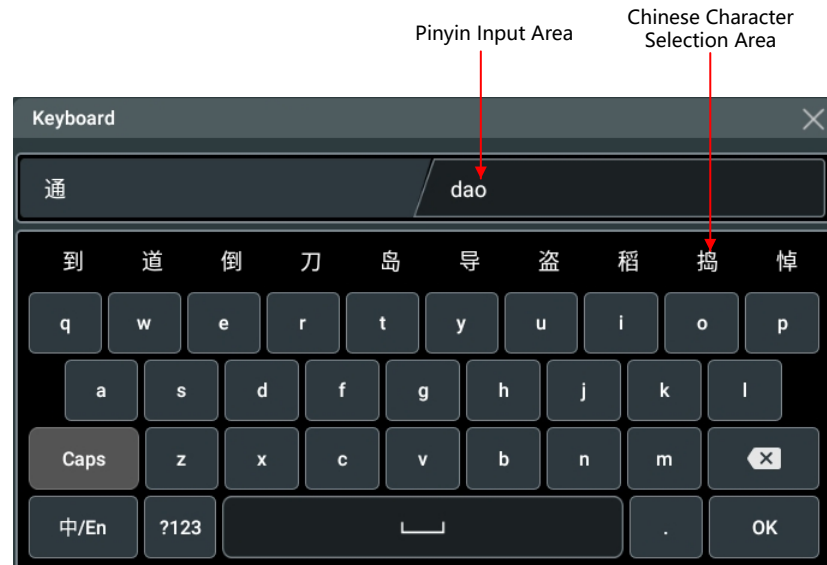 Pinyin Input Area
Chinese Character
Selection Area
Keyboard
通
dao
到 道 倒 刀 岛 导 盗 稻 捣 悼
q w e r t y u i o p
a s d f g h j k l
Caps z x c v b n m
中/En ?123 . OK